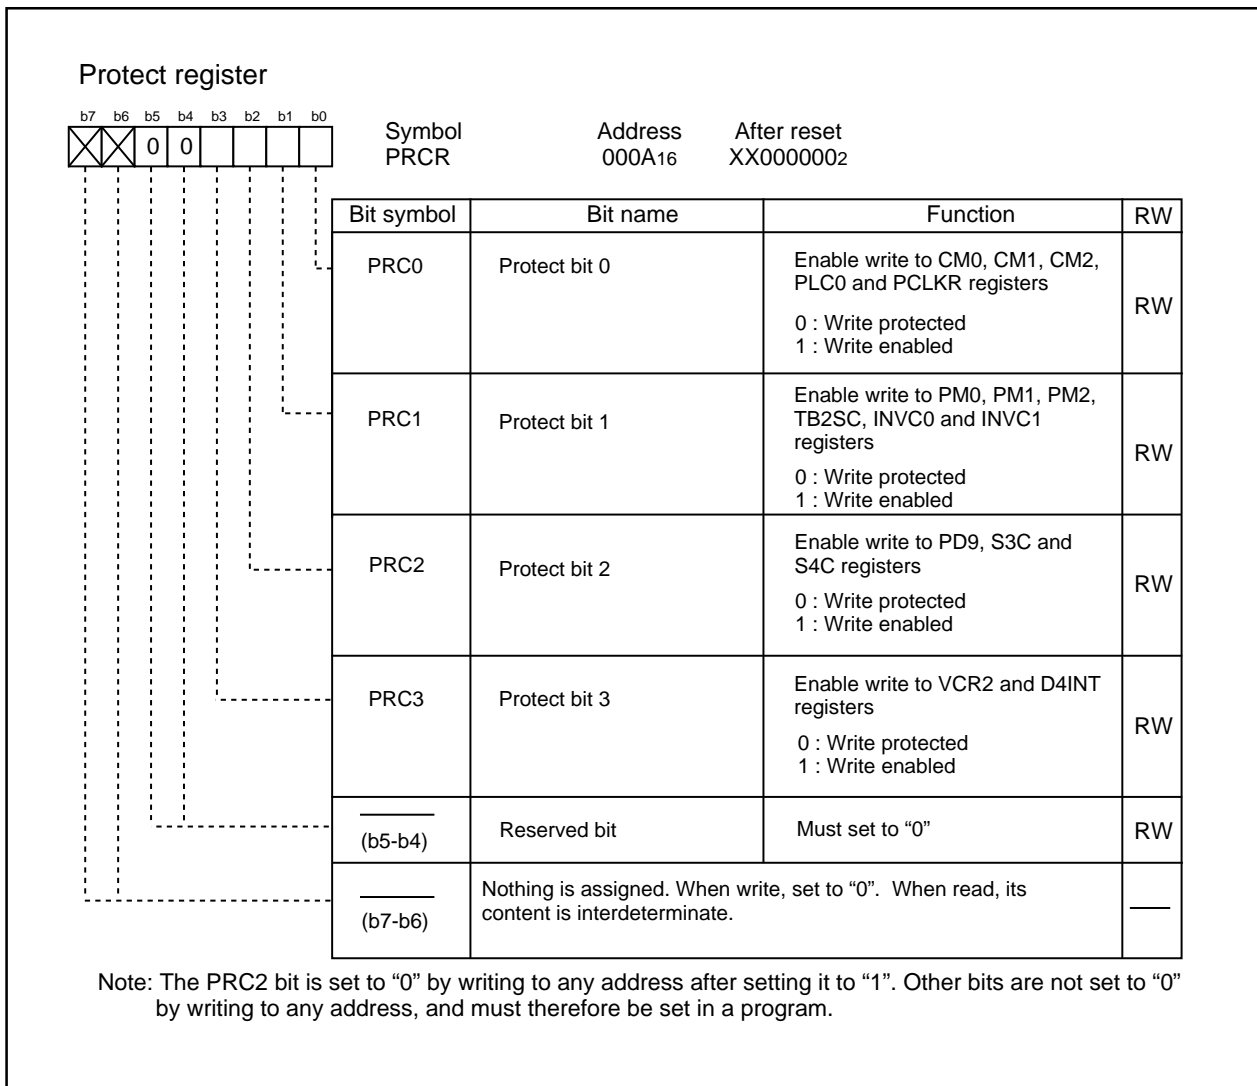 Protect register
b7 b6 b5 b4 b3 b2 b1 b0
0 0
Symbol Address After reset
PRCR 000A16 XX0000002
Bit symbol Bit name Function RW
PRC0 Protect bit 0 Enable write to CM0, CM1, CM2,
PLC0 and PCLKR registers
0 : Write protected
1 : Write enabled
RW
PRC1 Protect bit 1 Enable write to PM0, PM1, PM2,
TB2SC, INVC0 and INVC1
registers
0 : Write protected
1 : Write enabled
RW
PRC2 Protect bit 2 Enable write to PD9, S3C and
S4C registers
0 : Write protected
1 : Write enabled
RW
PRC3 Protect bit 3 Enable write to VCR2 and D4INT
registers
0 : Write protected
1 : Write enabled
RW
(b5-b4) Reserved bit Must set to “0” RW
(b7-b6) Nothing is assigned. When write, set to “0”. When read, its
content is interdeterminate.
Note: The PRC2 bit is set to “0” by writing to any address after setting it to “1”. Other bits are not set to “0”
by writing to any address, and must therefore be set in a program.